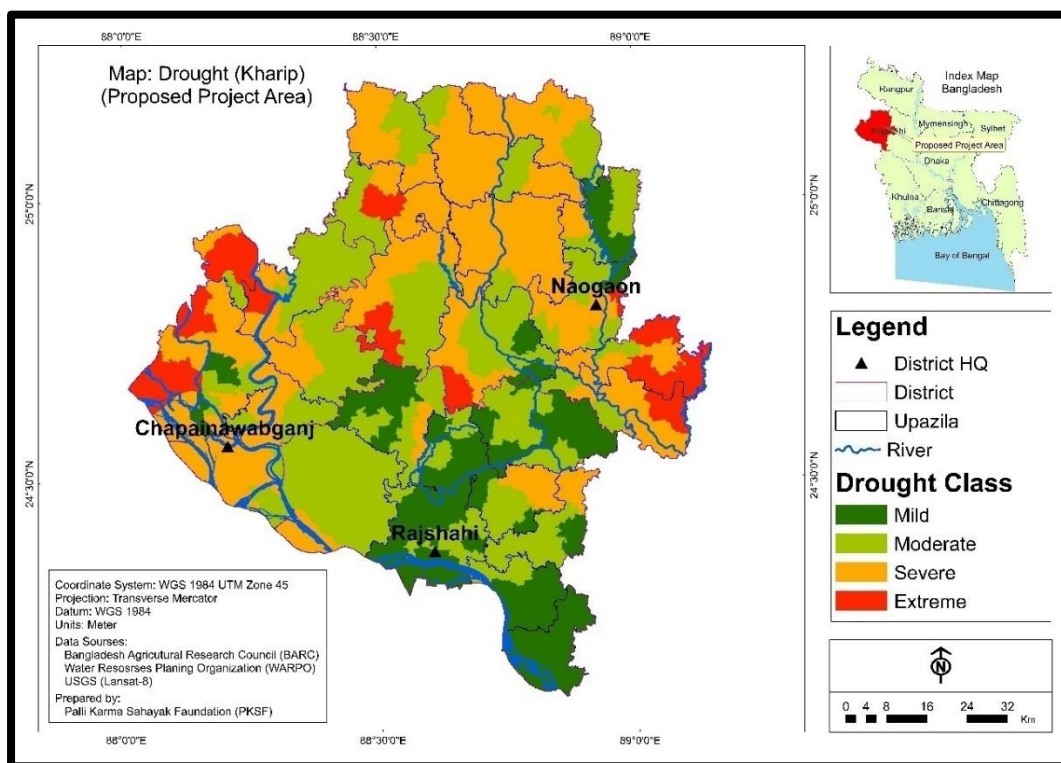 88°0'0"E
88°30'0"E
89°0'0"E
Map: Drought (Kharip)
(Proposed Project Area)
25°0'0"N
24°30'0"N
Naogaon
Chapainawabganj
Rajshahi
Coordinate System: WGS 1984 UTM Zone 45
Projection: Transverse Mercator
Datum: WGS 1984
Units: Meter
Data Sourses:
Bangladesh Agricutural Research Council (BARC)
Water Resosrses Planing Organization (WARPO)
USGS (Lansat-8)
Prepared by:
Palli Karma Sahayak Foundation (PKSF)
88°0'0"E
88°30'0"E
89°0'0"E
25°0'0"N
24°30'0"N
Index Map
Bangladesh
Rangpur
Mymensingh
Sylhet
Proposed Project Area
Dhaka
Khulna
Barisal
Chittagong
Bay of Bengal
Legend
District HQ
District
Upazila
River
Drought Class
Mild
Moderate
Severe
Extreme
N
0 4 8 16 24 32
Km